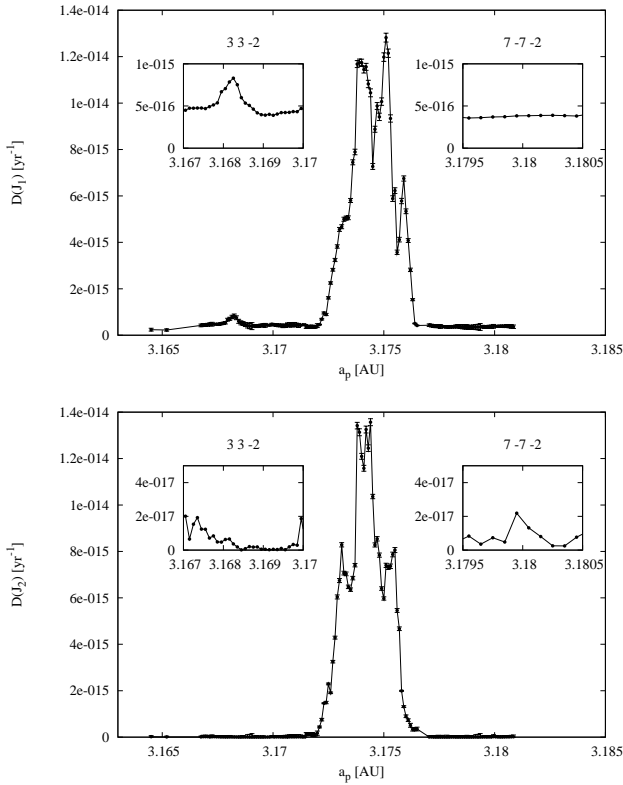 1.4e-014
1.2e-014
1e-014
8e-015
6e-015
4e-015
2e-015
0
D(J1) [yr-1]
3 3 -2
1e-015
5e-016
0
3.167 3.168 3.169 3.17
7 -7 -2
1e-015
5e-016
0
3.1795 3.18 3.1805
3.165 3.17 3.175 3.18 3.185
ap [AU]
1.4e-014
1.2e-014
1e-014
8e-015
6e-015
4e-015
2e-015
0
D(J2) [yr-1]
3 3 -2
4e-017
2e-017
0
3.167 3.168 3.169 3.17
7 -7 -2
4e-017
2e-017
0
3.1795 3.18 3.1805
3.165 3.17 3.175 3.18 3.185
ap [AU]